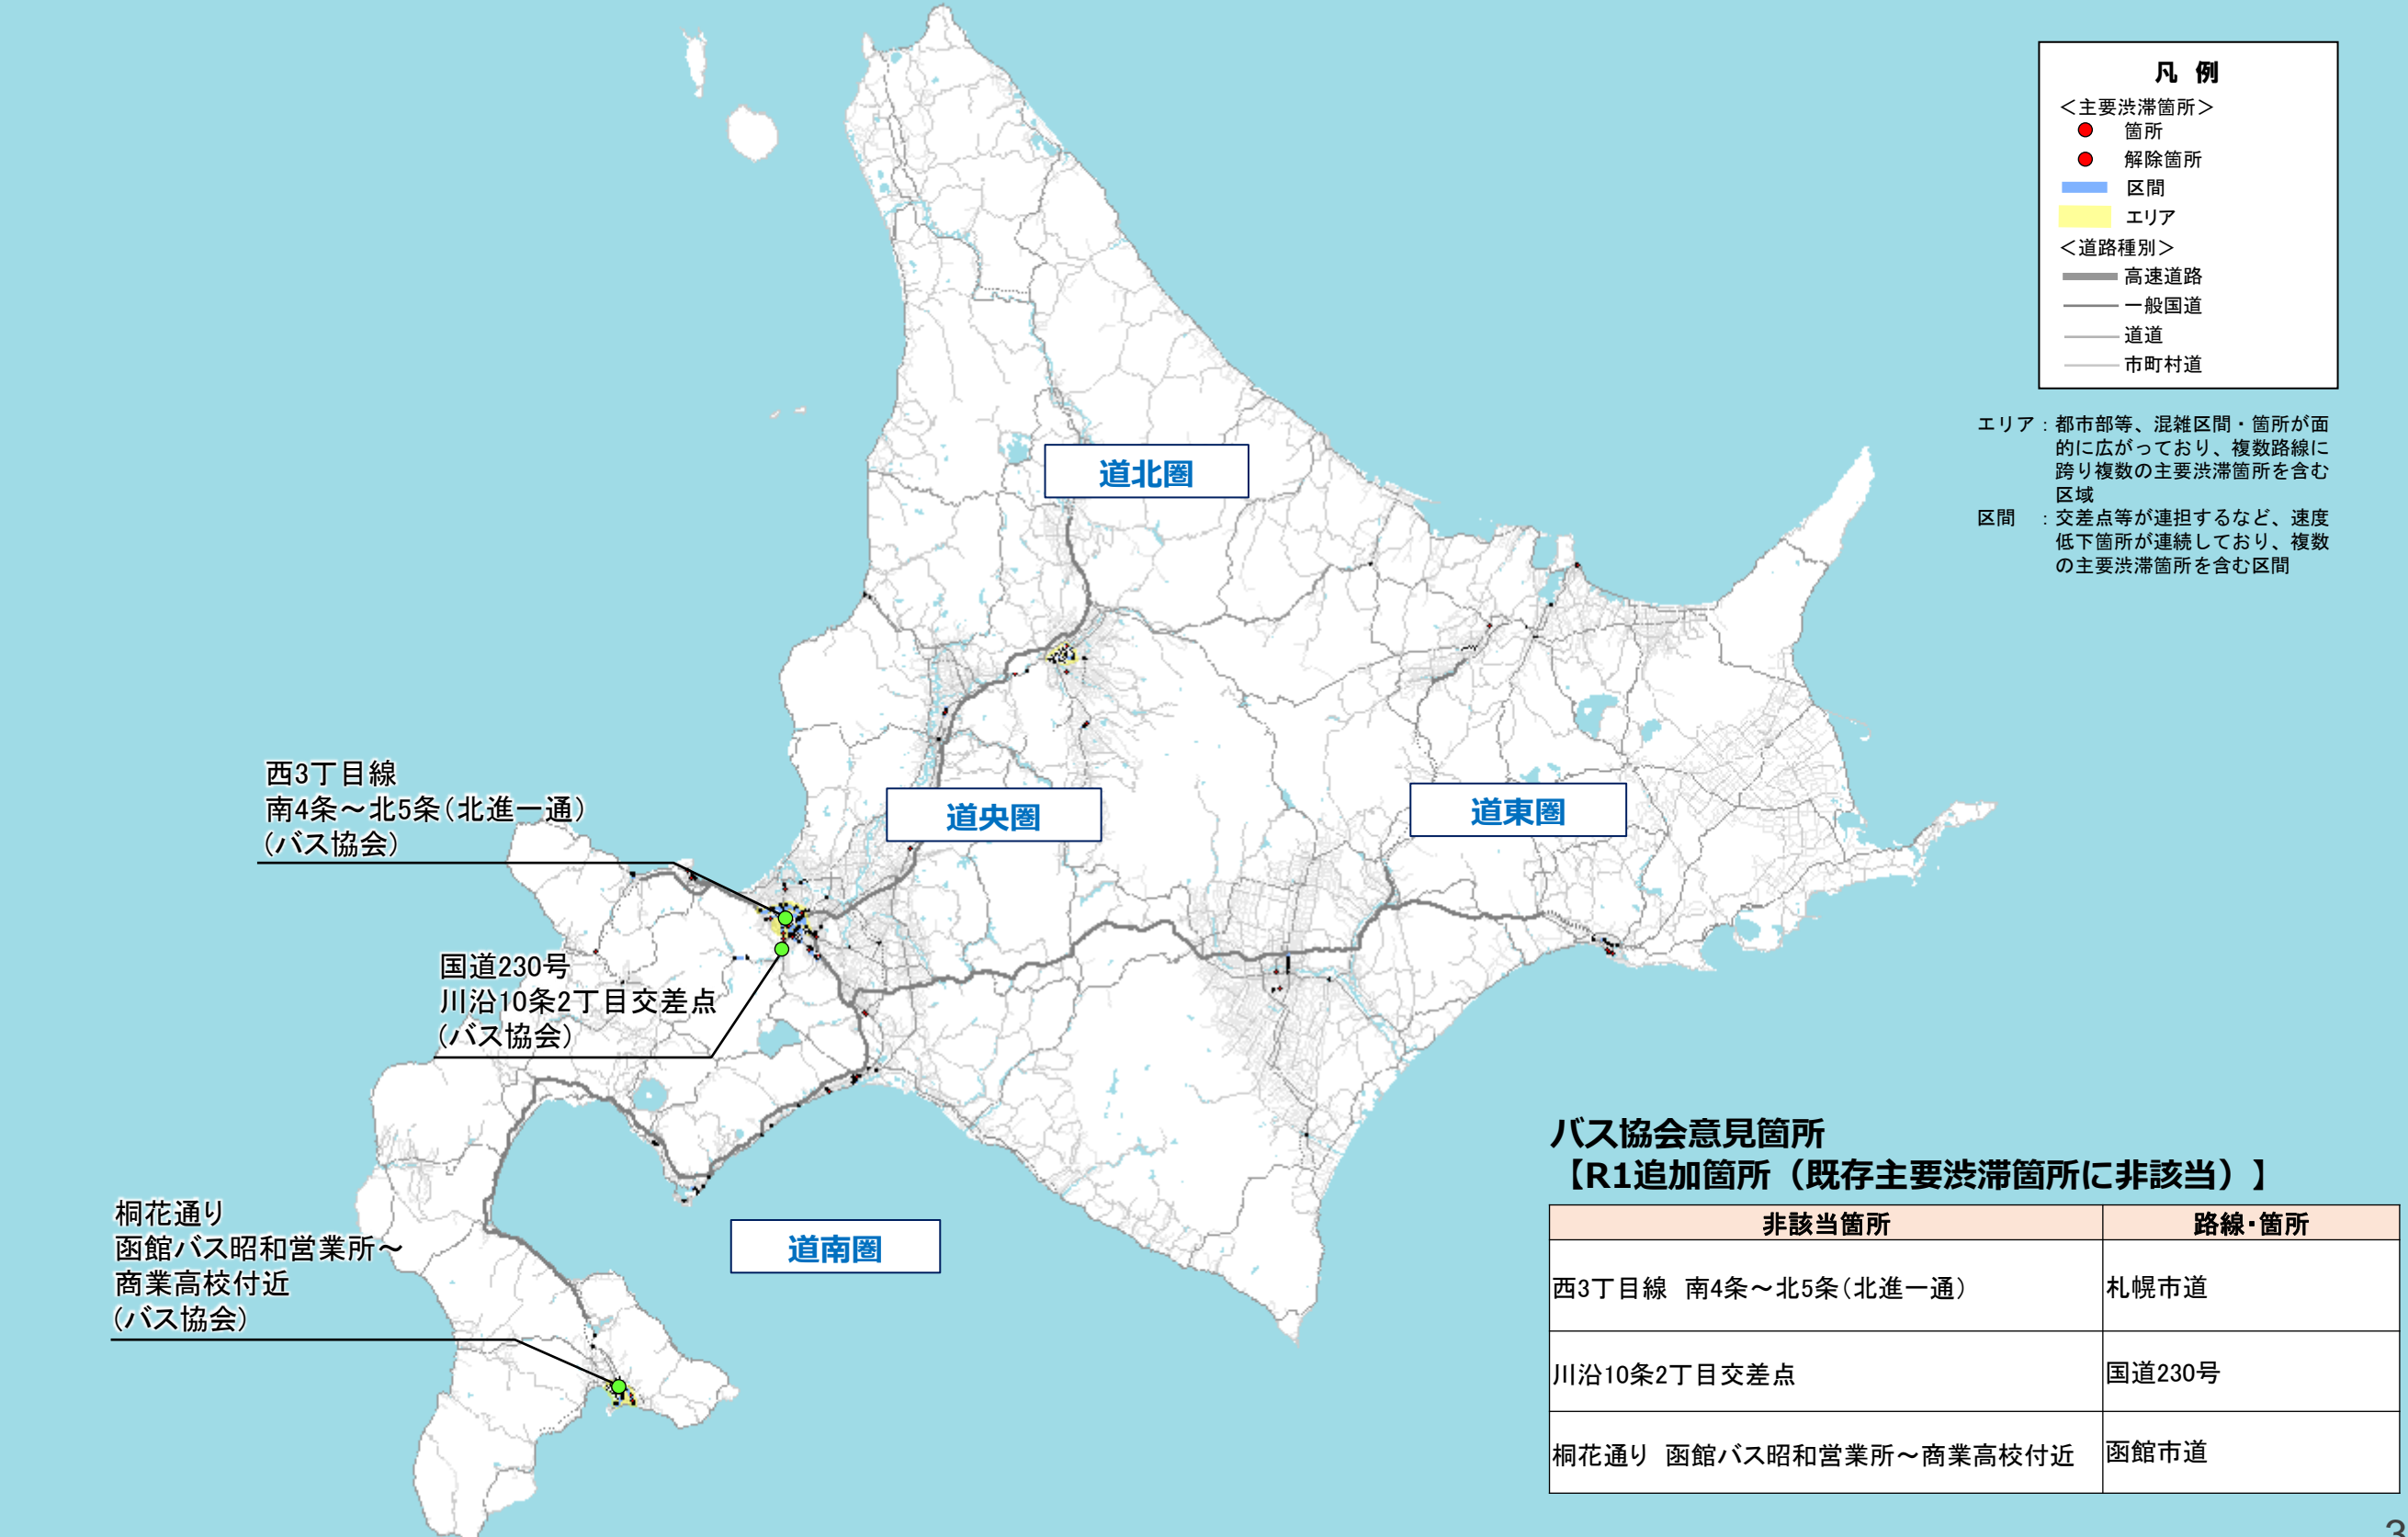 凡 例
＜主要渋滞箇所＞
箇所
解除箇所
区間
エリア
＜道路種別＞
高速道路
一般国道
道道
市町村道
エリア：都市部等、混雑区間・箇所が面
的に広がっており、複数路線に
跨り複数の主要渋滞箇所を含む
区域
区間　：交差点等が連担するなど、速度
低下箇所が連続しており、複数
の主要渋滞箇所を含む区間
道北圏
道央圏
道東圏
道南圏
西3丁目線
南4条～北5条（北進一通）
（バス協会）
国道230号
川沿10条2丁目交差点
（バス協会）
桐花通り
函館バス昭和営業所～
商業高校付近
（バス協会）
バス協会意見箇所
【R1追加箇所（既存主要渋滞箇所に非該当）】
非該当箇所　路線・箇所
西3丁目線　南4条～北5条（北進一通）　札幌市道
川沿10条2丁目交差点　国道230号
桐花通り　函館バス昭和営業所～商業高校付近　函館市道